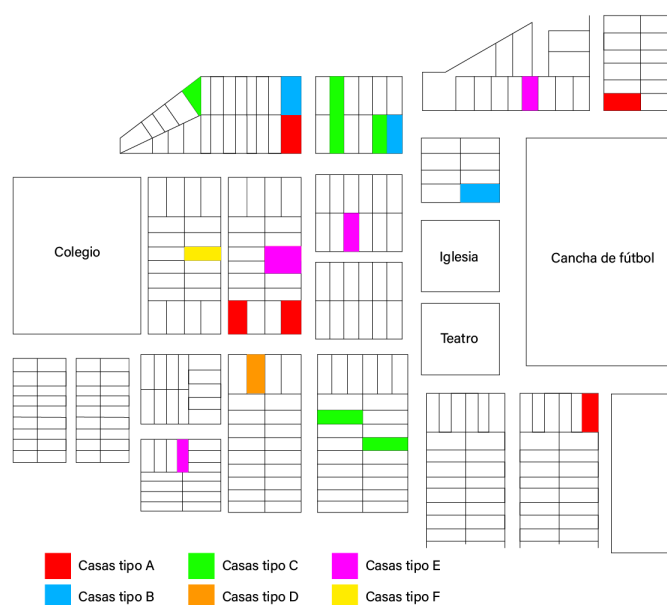 Colegio
Iglesia
Cancha de fútbol
Teatro
Casas tipo A
Casas tipo C
Casas tipo E
Casas tipo B
Casas tipo D
Casas tipo F